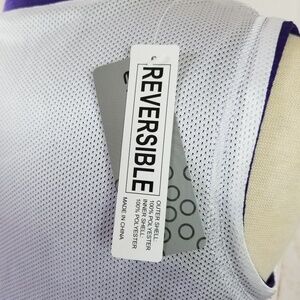 REVERSIBLE
OUTER SHELL:
100% POLYESTER
INNER SHELL:
100% POLYESTER
MADE IN CHINA